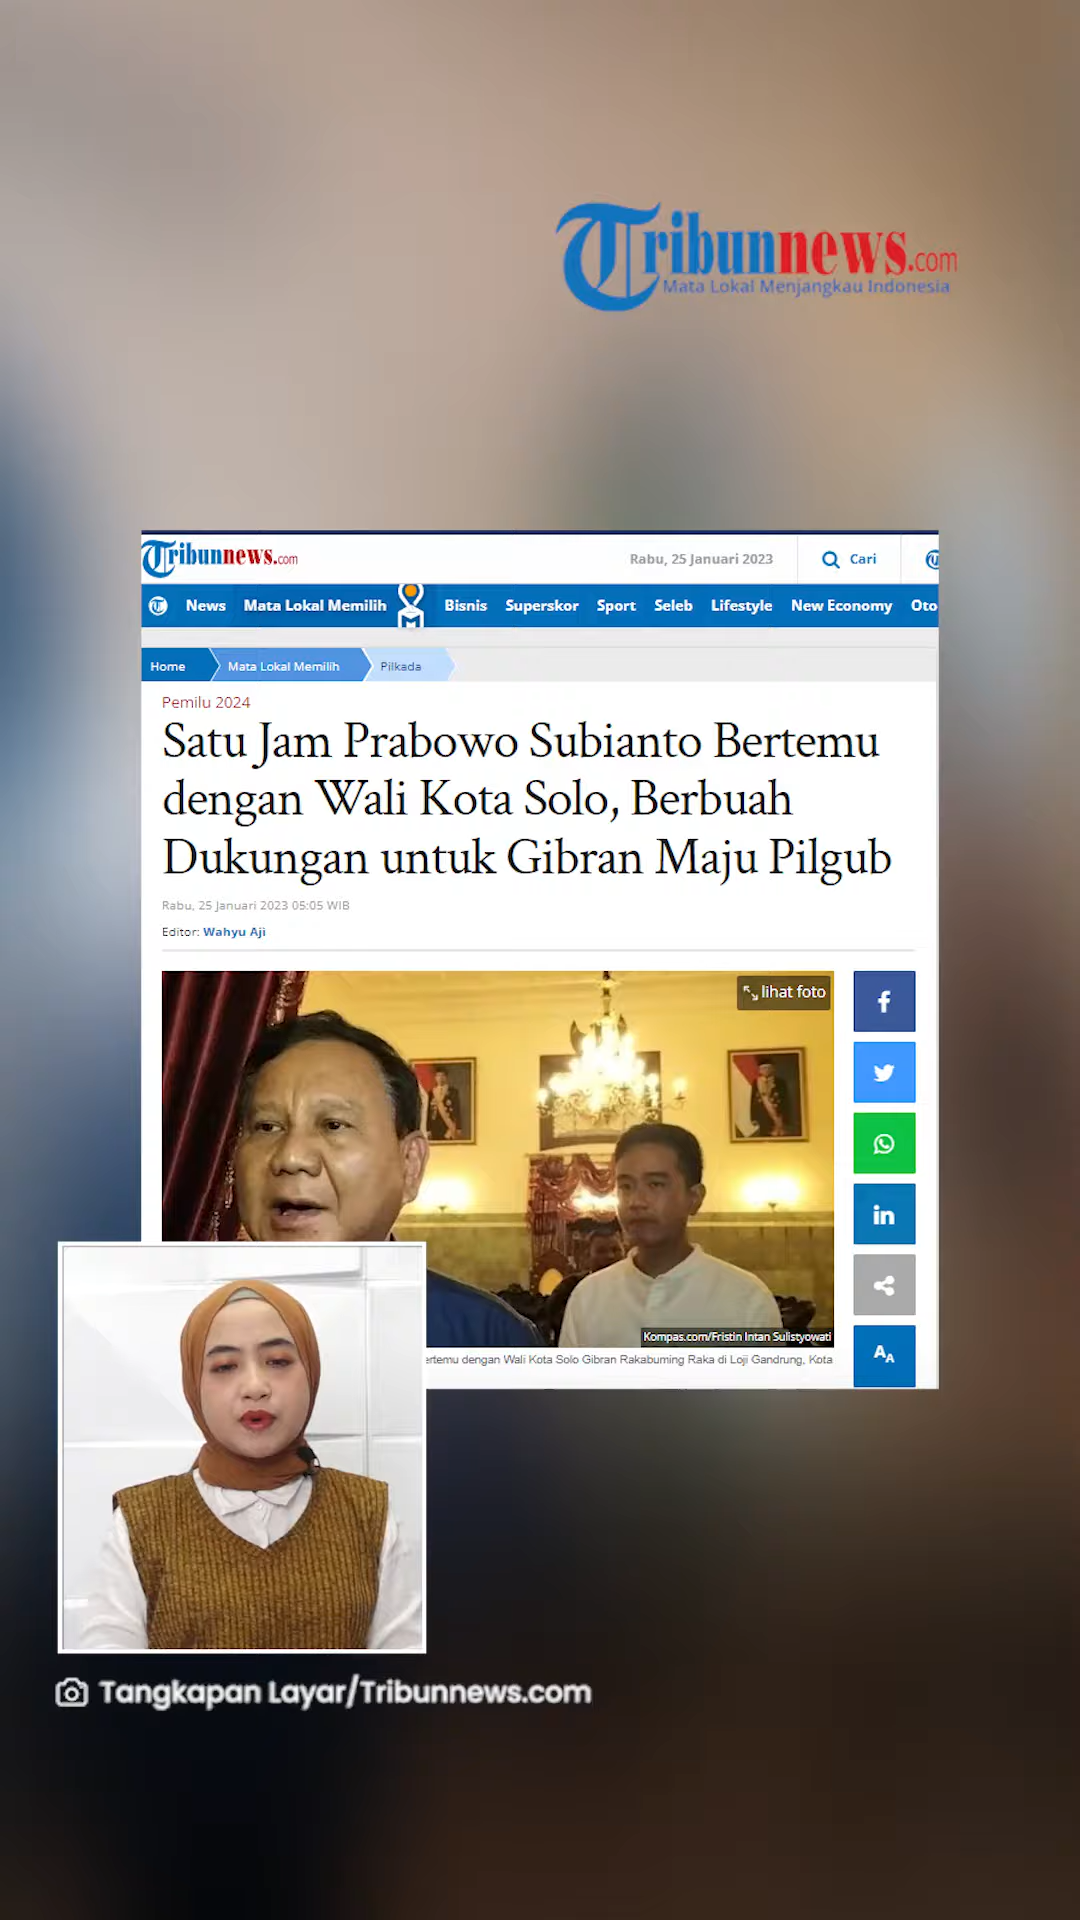 Tribunnews.com
Mata Lokal Menjangkau Indonesia
Tribunnews.com
Rabu, 25 Januari 2023
Cari
News Mata Lokal Memilih Bisnis Superskor Sport Seleb Lifestyle New Economy Oto
Home Mata Lokal Memilih Pilkada
Pemilu 2024
Satu Jam Prabowo Subianto Bertemu
dengan Wali Kota Solo, Berbuah
Dukungan untuk Gibran Maju Pilgub
Rabu, 25 Januari 2023 05:05 WIB
Editor: Wahyu Aji
lihat foto
Kompas.com/Fristin Intan Sulistyowati
ertemu dengan Wali Kota Solo Gibran Rakabuming Raka di Loji Gandrung, Kota
AA
Tangkapan Layar/Tribunnews.com